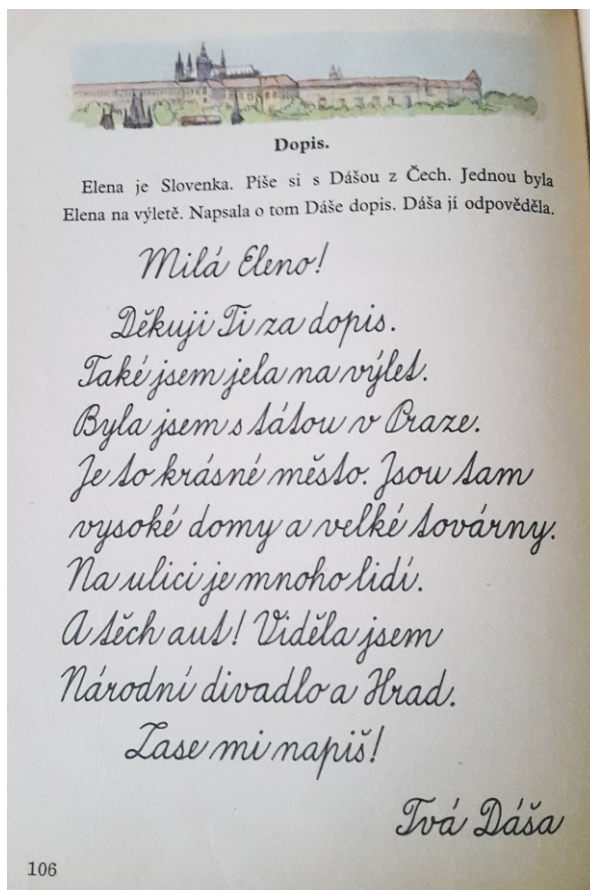 Dopis.
Elena je Slovenka. Píše si s Dášou z Čech. Jednou byla
Elena na výletě. Napsala o tom Dáše dopis. Dáša jí odpověděla.
Milá Eleno!
Děkuji Ti za dopis.
Také jsem jela na výlet.
Byla jsem s tátou v Praze.
Je to krásné město. Jsou tam
vysoké domy a velké továrny.
Na ulici je mnoho lidí.
A těch aut! Viděla jsem
Národní divadlo a Hrad.
Zase mi napiš!
Tvá Dáša
106